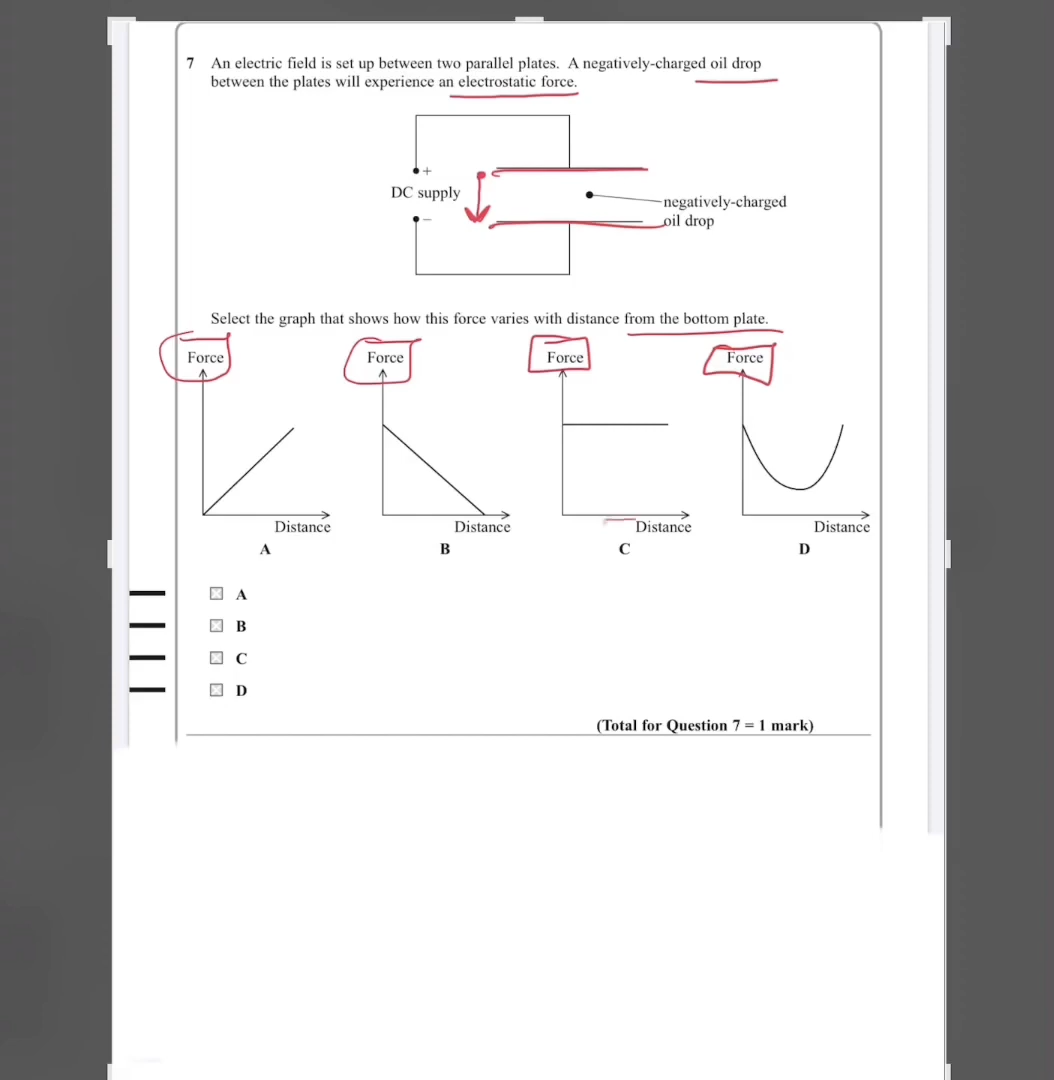 7 An electric field is set up between two parallel plates. A negatively-charged oil drop
between the plates will experience an electrostatic force.
+
DC supply
–
negatively-charged
oil drop
Select the graph that shows how this force varies with distance from the bottom plate.
Force Force Force Force
Distance Distance Distance Distance
A B C D
A
B
C
D
(Total for Question 7 = 1 mark)